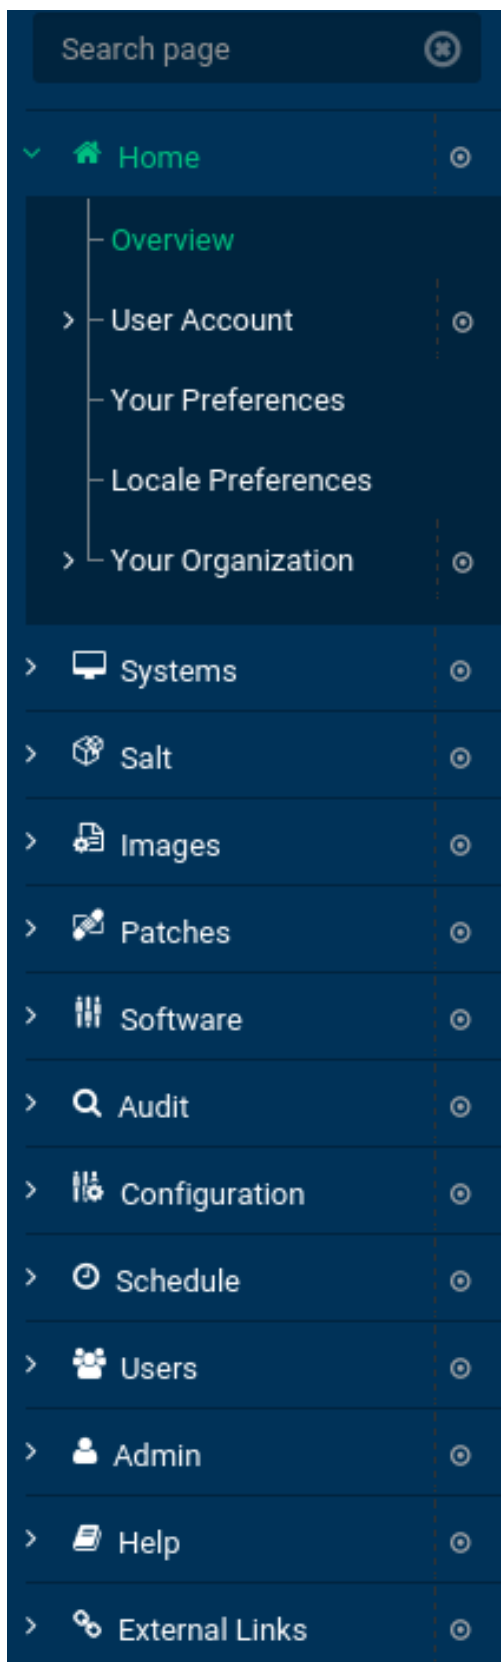 Search page
Home
Overview
User Account
Your Preferences
Locale Preferences
Your Organization
Systems
Salt
Images
Patches
Software
Audit
Configuration
Schedule
Users
Admin
Help
External Links